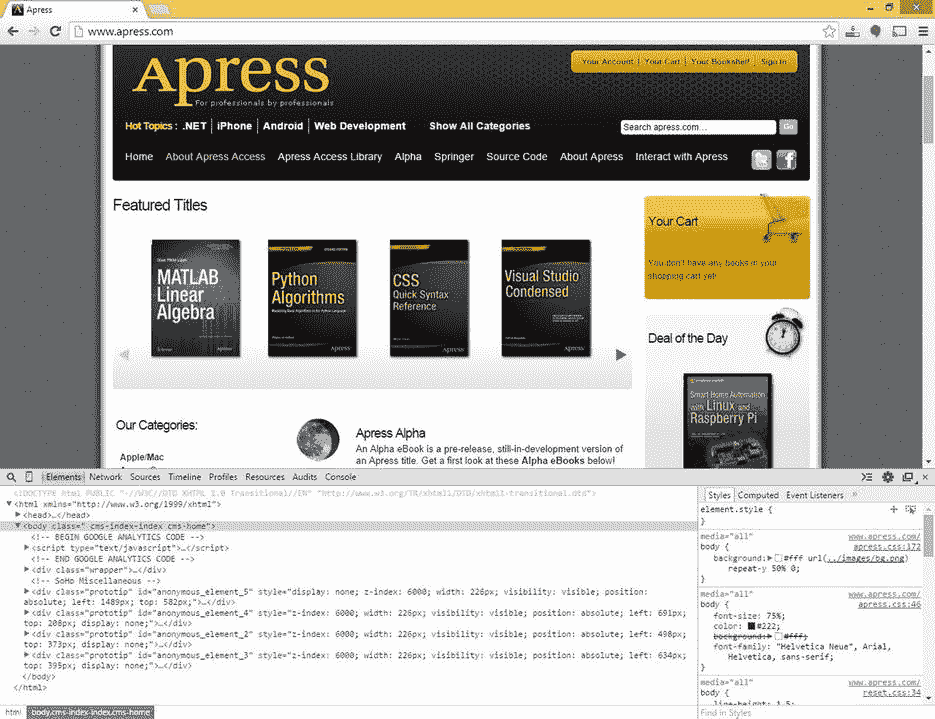 Apress
www.apress.com
Apress
For professionals by professionals
Your Account | Your Cart | Your Bookshelf | Sign In
Hot Topics : .NET | iPhone | Android | Web Development Show All Categories
Search apress.com... Go
Home About Apress Access Apress Access Library Alpha Springer Source Code About Apress Interact with Apress
Featured Titles
MATLAB
Linear
Algebra
Python
Algorithms
Apress
CSS
Quick Syntax
Reference
Apress
Visual Studio
Condensed
Apress
Your Cart
You don't have any books in your
shopping cart yet!
Deal of the Day
Smart Home Automation
with Linux and
Raspberry Pi
Our Categories:
Apple/Mac
Apress Alpha
An Alpha eBook is a pre-release, still-in-development version of
an Apress title. Get a first look at these Alpha eBooks below!
Elements Network Sources Timeline Profiles Resources Audits Console
<!DOCTYPE html PUBLIC "-//W3C//DTD XHTML 1.0 Transitional//EN" "http://www.w3.org/TR/xhtml1/DTD/xhtml1-transitional.dtd">
<html xmlns="http://www.w3.org/1999/xhtml">
<head>…</head>
<body class=" cms-index-index cms-home">
<!-- BEGIN GOOGLE ANALYTICS CODE -->
<script type="text/javascript">…</script>
<!-- END GOOGLE ANALYTICS CODE -->
<div class="wrapper">…</div>
<!-- SoHo Miscellaneous -->
<div class="prototip" id="anonymous_element_5" style="display: none; z-index: 6000; width: 226px; visibility: visible; position:
absolute; left: 1489px; top: 582px;">…</div>
<div class="prototip" id="anonymous_element_4" style="z-index: 6000; width: 226px; visibility: visible; position: absolute; left: 691px;
top: 208px; display: none;">…</div>
<div class="prototip" id="anonymous_element_2" style="z-index: 6000; width: 226px; visibility: visible; position: absolute; left: 498px;
top: 373px; display: none;">…</div>
<div class="prototip" id="anonymous_element_3" style="z-index: 6000; width: 226px; visibility: visible; position: absolute; left: 634px;
top: 395px; display: none;">…</div>
</body>
</html>
html body.cms-index-index.cms-home
Styles Computed Event Listeners »
element.style {
}
media="all" www.apress.com/
body { apress.css:172
background: #fff url(../images/bg.png)
repeat-y 50% 0;
}
media="all" www.apress.com/
body { apress.css:46
font-size: 75%;
color: #222;
background: #fff;
font-family: "Helvetica Neue", Arial,
Helvetica, sans-serif;
}
media="all" www.apress.com/
body { reset.css:34
line-height: 1.5;
Find in Styles